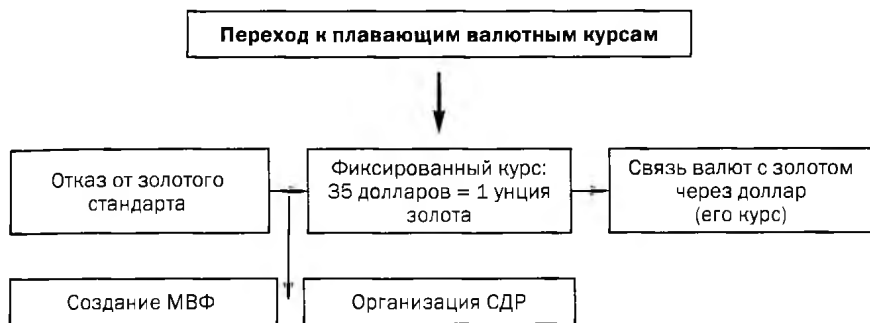 Переход к плавающим валютным курсам
Отказ от золотого
стандарта
Фиксированный курс:
35 долларов = 1 унция
золота
Связь валют с золотом
через доллар
(его курс)
Создание МВФ
Организация СДР